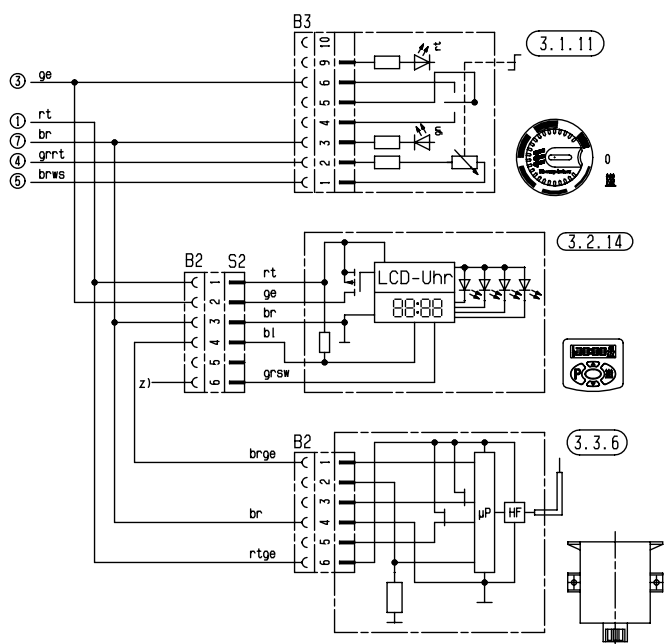 B3
3.1.11
10
9
rt
6
5
4
3
gn
2
1
3 ge
1 rt
7 br
4 grrt
5 brws
0
3.2.14
B2 S2
1 rt
2 ge
3 br
4 bl
5
6 grsw
z)
LCD-Uhr
88:88
P
B2
3.3.6
brge 1
2
3
br 4
5
rtge 6
µP
HF